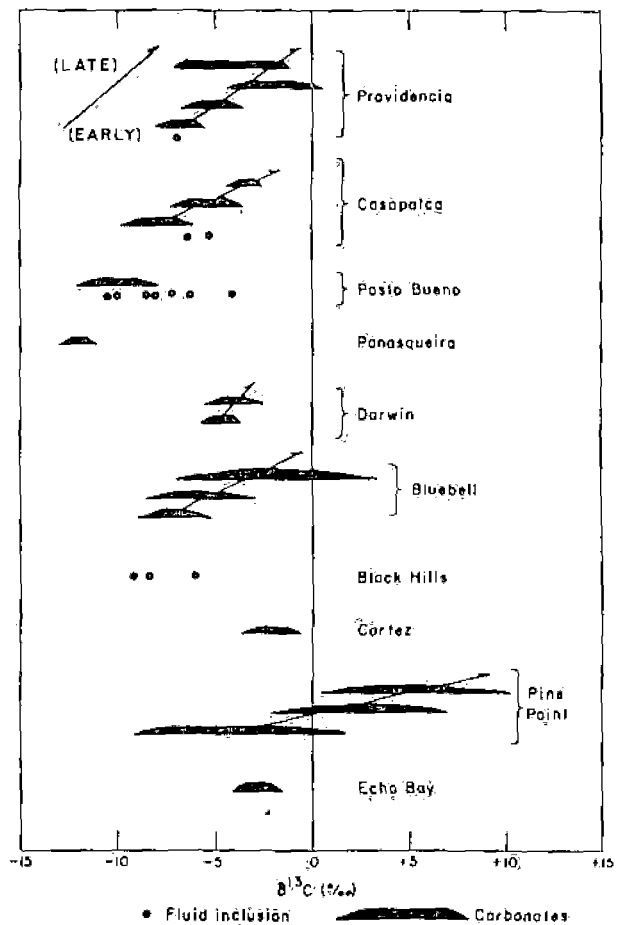 (LATE)
(EARLY)
Providencia
Casapalca
Pasto Bueno
Panasqueira
Darwin
Bluebell
Black Hills
Cortez
Pine
Point
Echo Bay
-15 -10 -5 0 +5 +10 +15
δ¹³C (‰)
Fluid inclusion Carbonates